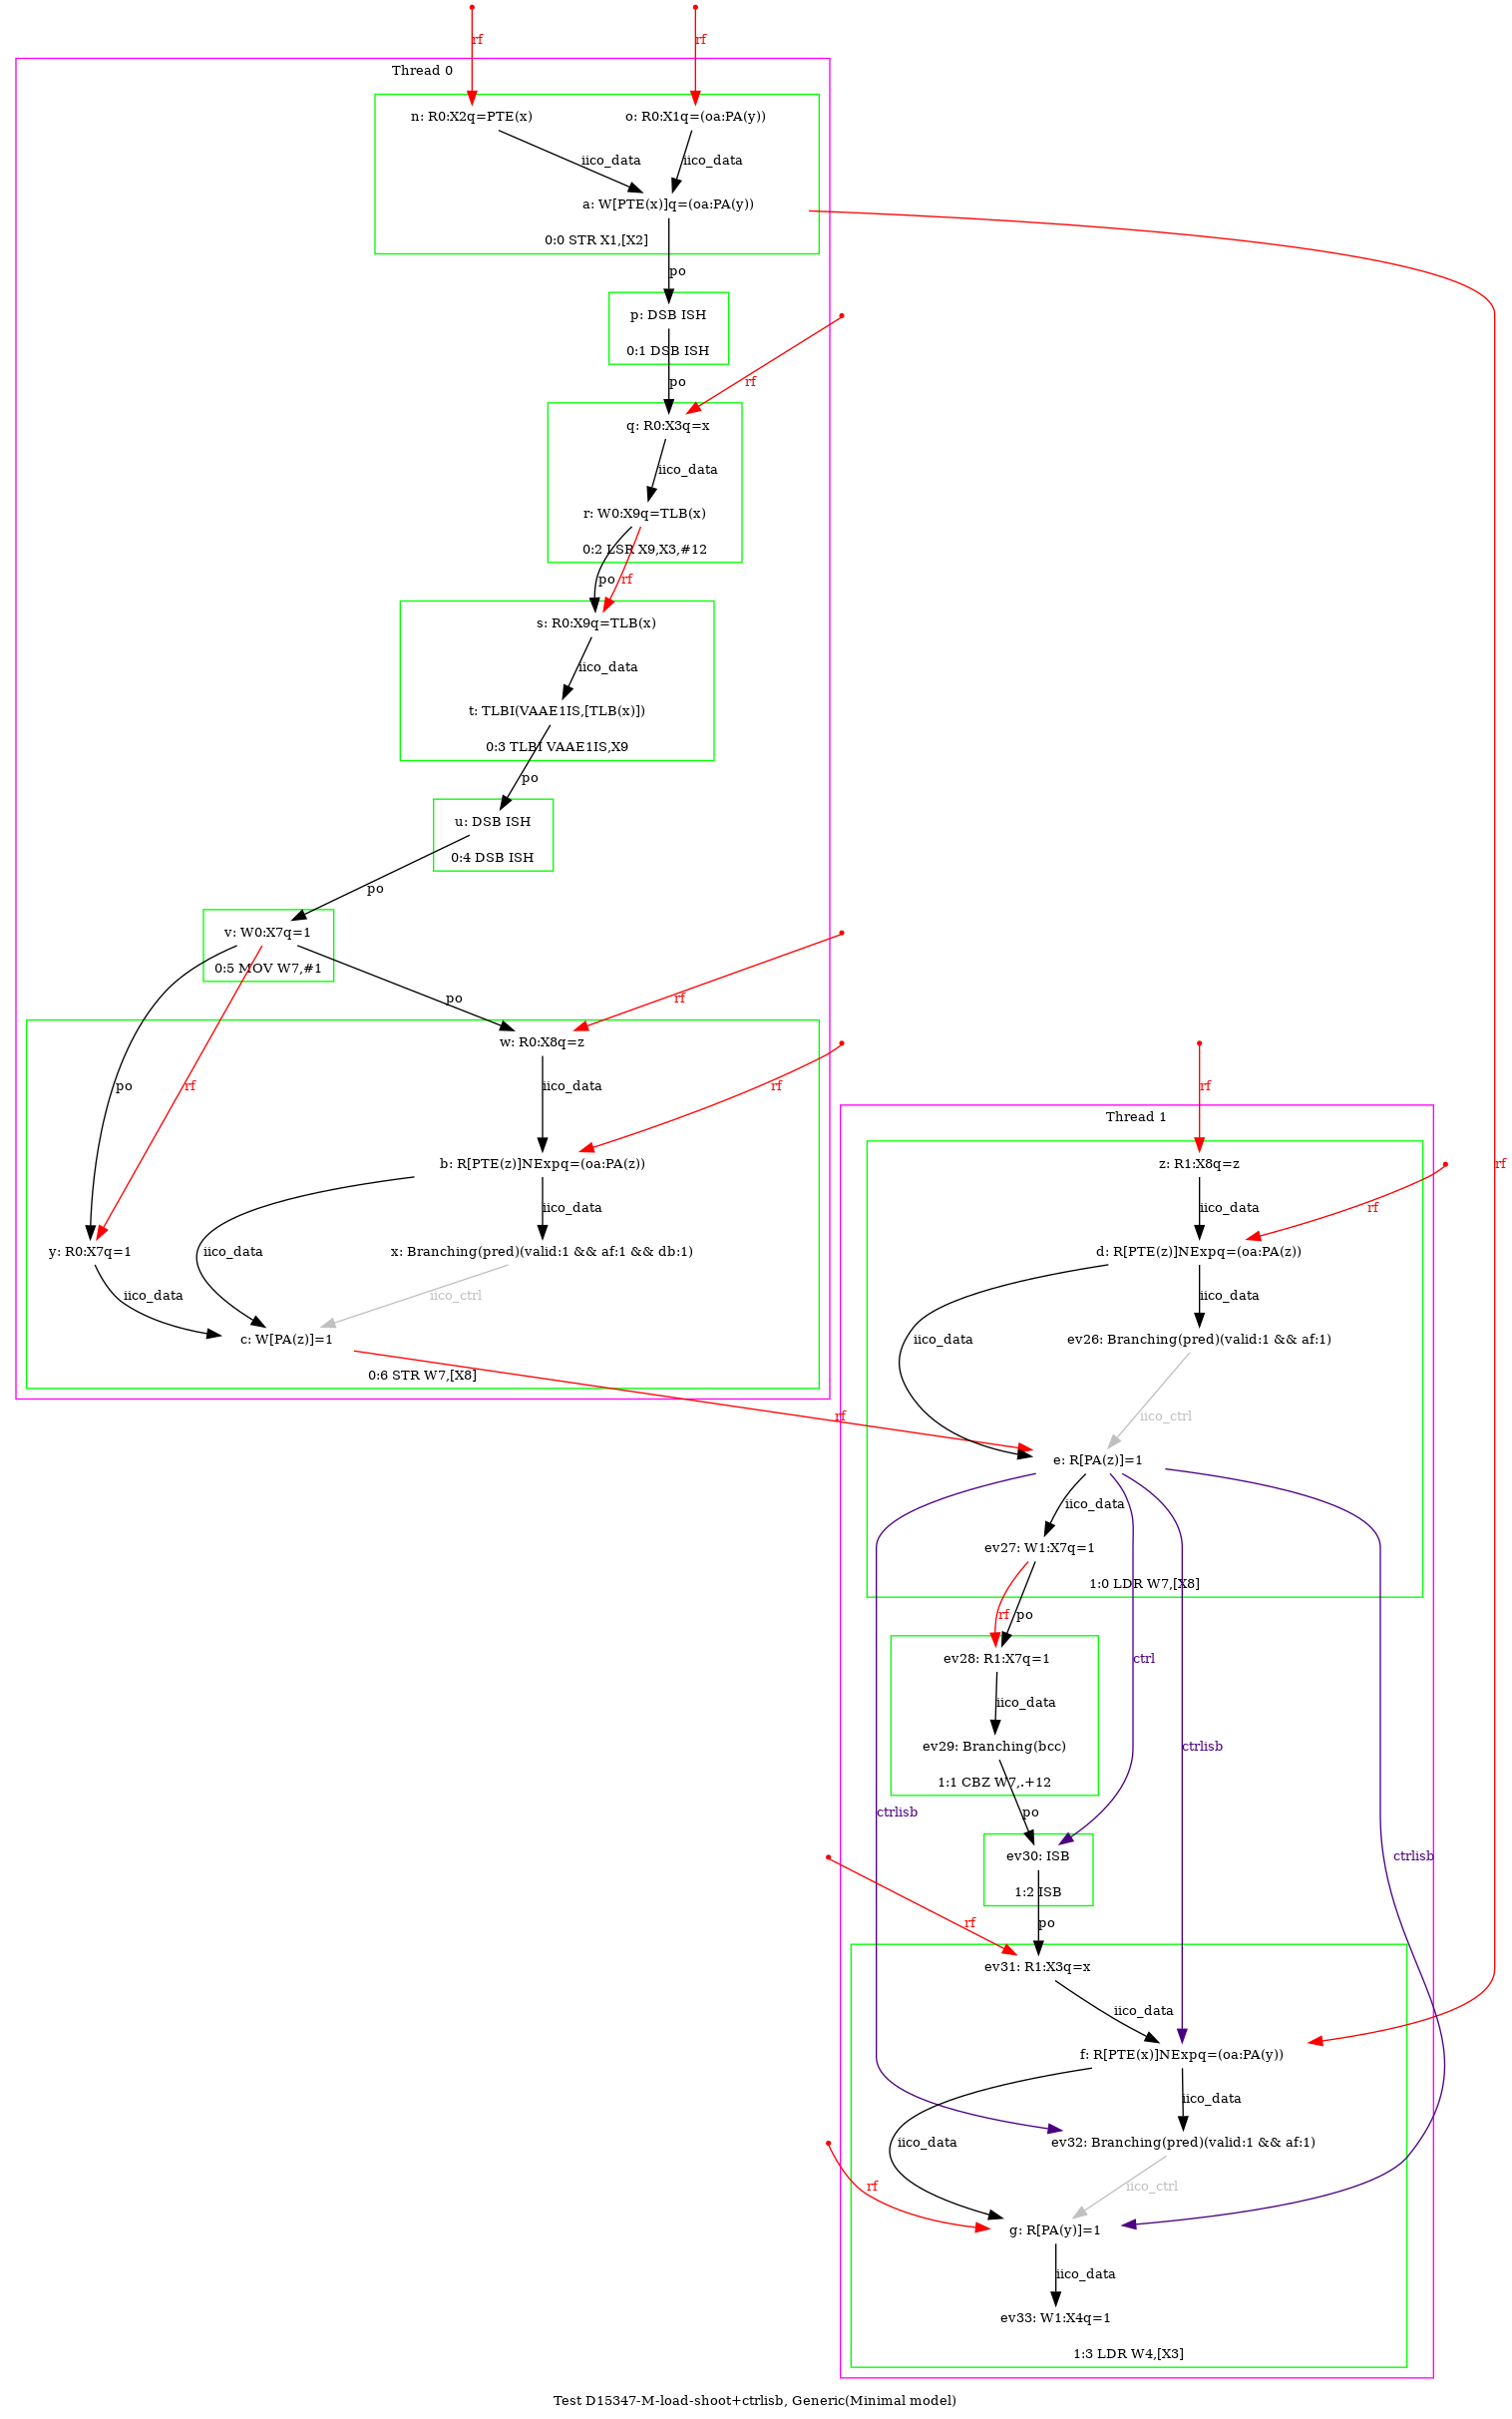 rf
rf
Thread 0
n: R0:X2q=PTE(x)
o: R0:X1q=(oa:PA(y))
iico_data
iico_data
a: W[PTE(x)]q=(oa:PA(y))
0:0 STR X1,[X2]
po
p: DSB ISH
0:1 DSB ISH
po
rf
q: R0:X3q=x
iico_data
r: W0:X9q=TLB(x)
0:2 LSR X9,X3,#12
po
rf
s: R0:X9q=TLB(x)
iico_data
t: TLBI(VAAE1IS,[TLB(x)])
0:3 TLBI VAAE1IS,X9
po
u: DSB ISH
0:4 DSB ISH
po
v: W0:X7q=1
0:5 MOV W7,#1
po
rf
w: R0:X8q=z
po
rf
iico_data
rf
rf
Thread 1
b: R[PTE(z)]NExpq=(oa:PA(z))
z: R1:X8q=z
rf
iico_data
iico_data
iico_data
rf
y: R0:X7q=1
x: Branching(pred)(valid:1 && af:1 && db:1)
d: R[PTE(z)]NExpq=(oa:PA(z))
iico_data
iico_ctrl
iico_data
c: W[PA(z)]=1
iico_data
ev26: Branching(pred)(valid:1 && af:1)
0:6 STR W7,[X8]
rf
iico_ctrl
e: R[PA(z)]=1
iico_data
ev27: W1:X7q=1
1:0 LDR W7,[X8]
rf
po
ev28: R1:X7q=1
ctrl
iico_data
ev29: Branching(bcc)
ctrlisb
1:1 CBZ W7,.+12
ctrlisb
po
ev30: ISB
ctrlisb
1:2 ISB
rf
po
ev31: R1:X3q=x
iico_data
f: R[PTE(x)]NExpq=(oa:PA(y))
iico_data
iico_data
ev32: Branching(pred)(valid:1 && af:1)
rf
iico_ctrl
g: R[PA(y)]=1
iico_data
ev33: W1:X4q=1
1:3 LDR W4,[X3]
Test D15347-M-load-shoot+ctrlisb, Generic(Minimal model)